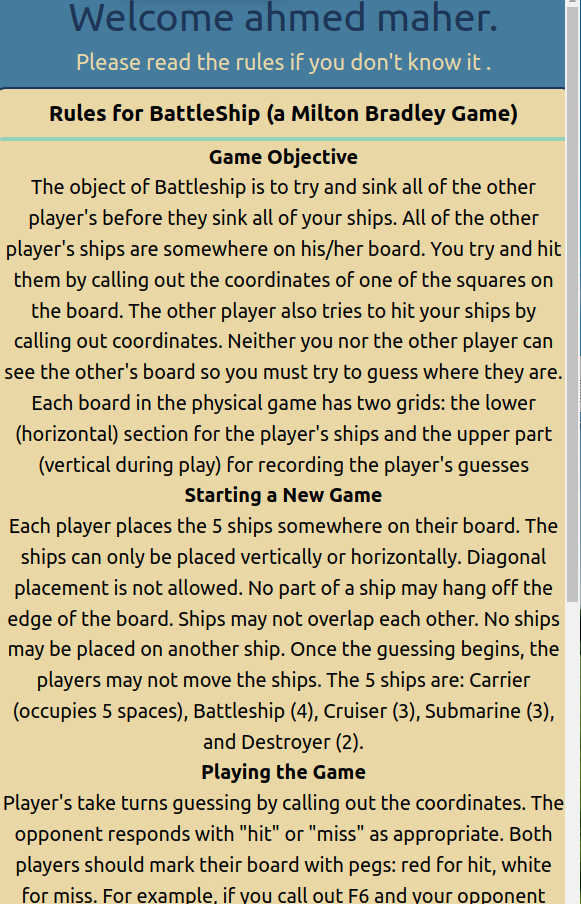 Welcome ahmed maher.
Please read the rules if you don't know it .
Rules for BattleShip (a Milton Bradley Game)
Game Objective
The object of Battleship is to try and sink all of the other
player's before they sink all of your ships. All of the other
player's ships are somewhere on his/her board. You try and hit
them by calling out the coordinates of one of the squares on
the board. The other player also tries to hit your ships by
calling out coordinates. Neither you nor the other player can
see the other's board so you must try to guess where they are.
Each board in the physical game has two grids: the lower
(horizontal) section for the player's ships and the upper part
(vertical during play) for recording the player's guesses
Starting a New Game
Each player places the 5 ships somewhere on their board. The
ships can only be placed vertically or horizontally. Diagonal
placement is not allowed. No part of a ship may hang off the
edge of the board. Ships may not overlap each other. No ships
may be placed on another ship. Once the guessing begins, the
players may not move the ships. The 5 ships are: Carrier
(occupies 5 spaces), Battleship (4), Cruiser (3), Submarine (3),
and Destroyer (2).
Playing the Game
Player's take turns guessing by calling out the coordinates. The
opponent responds with "hit" or "miss" as appropriate. Both
players should mark their board with pegs: red for hit, white
for miss. For example, if you call out F6 and your opponent